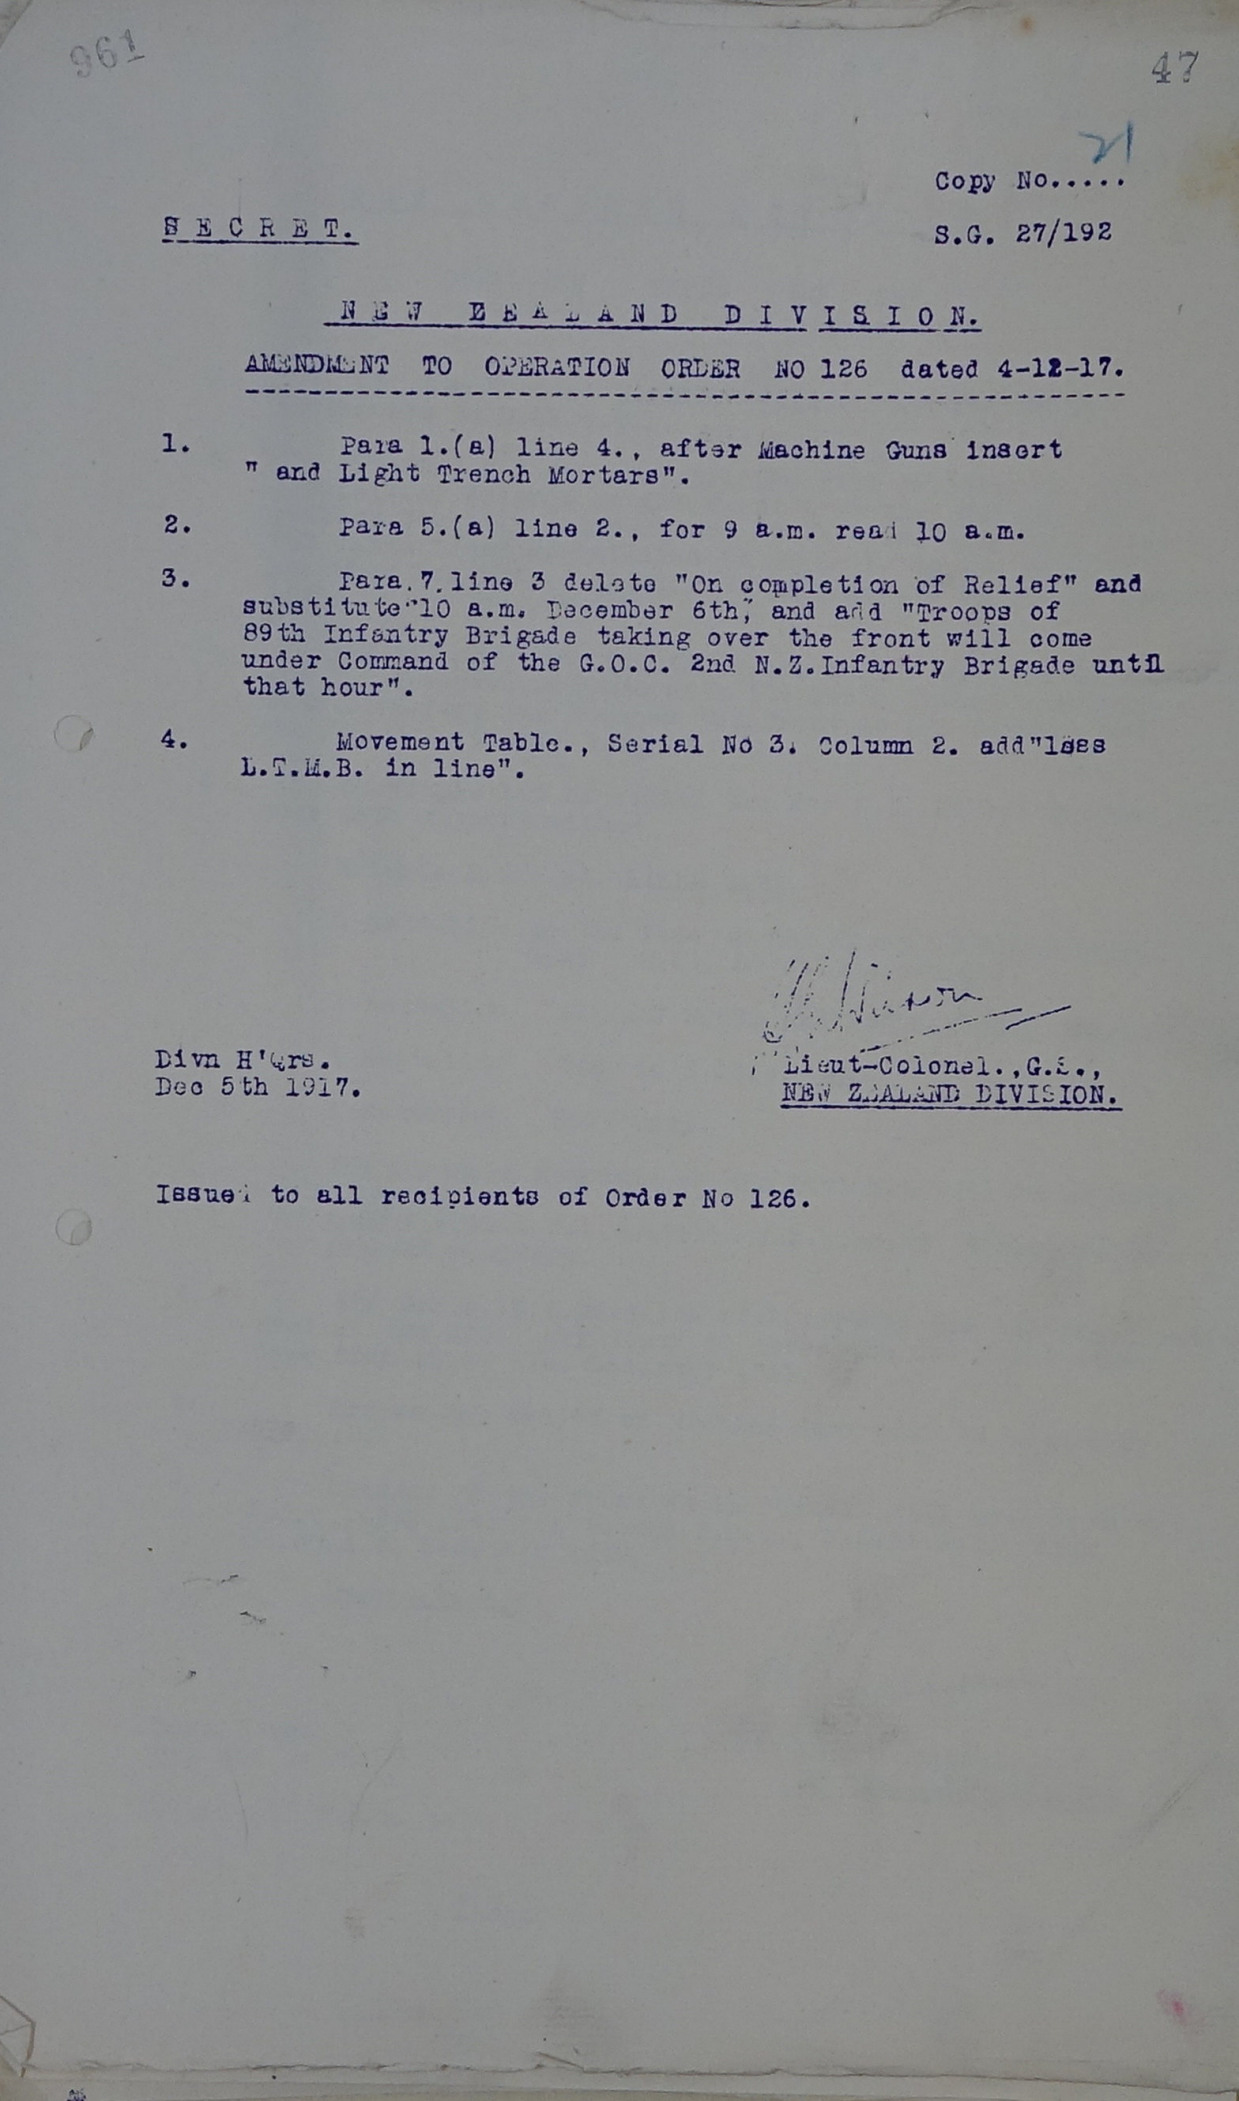 961
47
21
Copy No.....
SECRET.
S.G. 27/192
NEW ZEALAND DIVISION.
AMENDMENT TO OPERATION ORDER NO 126 dated 4-12-17.
1. Para 1.(a) line 4., after Machine Guns insert
" and Light Trench Mortars".
2. Para 5.(a) line 2., for 9 a.m. read 10 a.m.
3. Para.7.line 3 delete "On completion of Relief" and
substitute "10 a.m. December 6th," and add "Troops of
89th Infantry Brigade taking over the front will come
under Command of the G.O.C. 2nd N.Z.Infantry Brigade until
that hour".
4. Movement Table., Serial No 3. Column 2. add"less
L.T.M.B. in line".
Divn H'Qrs.
Dec 5th 1917.
Lieut-Colonel.,G.S.,
NEW ZEALAND DIVISION.
Issued to all recipients of Order No 126.